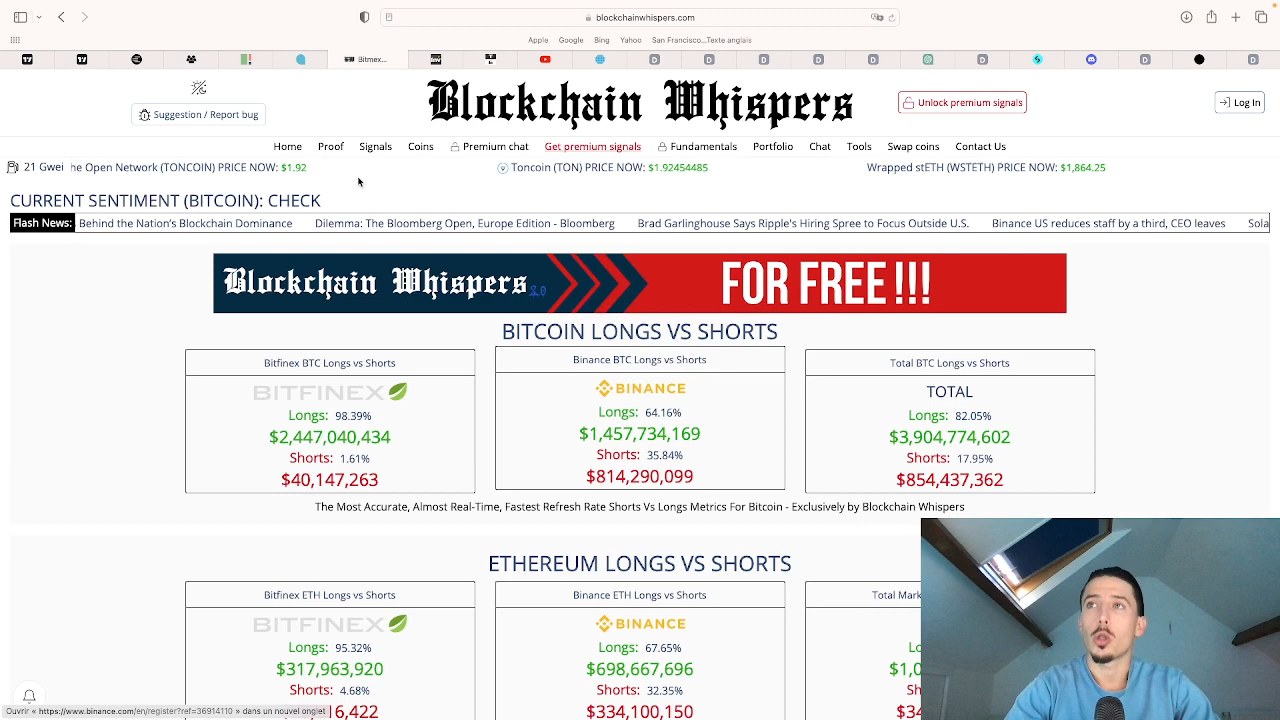 blockchainwhispers.com
Apple Google Bing Yahoo San Francisco...Texte anglais
Bitmex...
Suggestion / Report bug
Blockchain Whispers
Unlock premium signals
Log In
Home Proof Signals Coins Premium chat Get premium signals Fundamentals Portfolio Chat Tools Swap coins Contact Us
21 Gwei he Open Network (TONCOIN) PRICE NOW: $1.92 Toncoin (TON) PRICE NOW: $1.92454485 Wrapped stETH (WSTETH) PRICE NOW: $1,864.25
CURRENT SENTIMENT (BITCOIN): CHECK
Flash News: Behind the Nation's Blockchain Dominance Dilemma: The Bloomberg Open, Europe Edition - Bloomberg Brad Garlinghouse Says Ripple's Hiring Spree to Focus Outside U.S. Binance US reduces staff by a third, CEO leaves Sola
Blockchain Whispers 2.0 FOR FREE !!!
BITCOIN LONGS VS SHORTS
Bitfinex BTC Longs vs Shorts
BITFINEX
Longs: 98.39%
$2,447,040,434
Shorts: 1.61%
$40,147,263
Binance BTC Longs vs Shorts
BINANCE
Longs: 64.16%
$1,457,734,169
Shorts: 35.84%
$814,290,099
Total BTC Longs vs Shorts
TOTAL
Longs: 82.05%
$3,904,774,602
Shorts: 17.95%
$854,437,362
The Most Accurate, Almost Real-Time, Fastest Refresh Rate Shorts Vs Longs Metrics For Bitcoin - Exclusively by Blockchain Whispers
ETHEREUM LONGS VS SHORTS
Bitfinex ETH Longs vs Shorts
BITFINEX
Longs: 95.32%
$317,963,920
Shorts: 4.68%
16,422
Binance ETH Longs vs Shorts
BINANCE
Longs: 67.65%
$698,667,696
Shorts: 32.35%
$334,100,150
Total Mark
Lo
$1,0
Sh
$34
Ouvrir « https://www.binance.com/en/register?ref=36914110 » dans un nouvel onglet